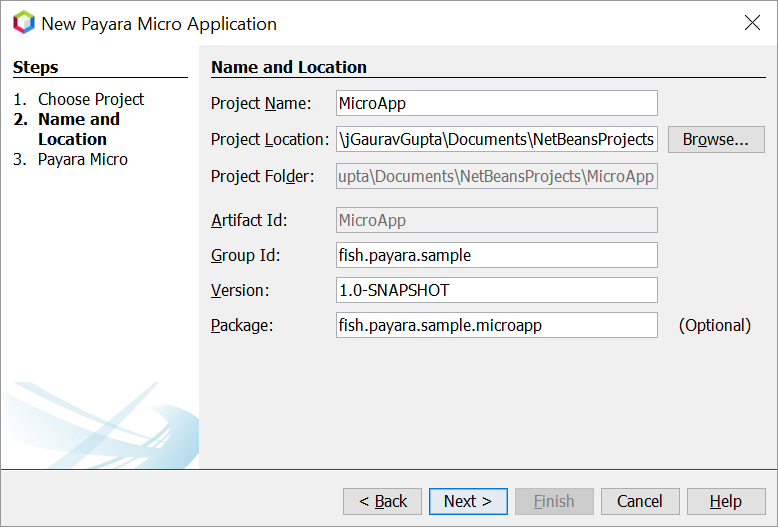 New Payara Micro Application
Steps
1. Choose Project
2. Name and
Location
3. Payara Micro
Name and Location
Project Name: MicroApp
Project Location: \jGauravGupta\Documents\NetBeansProjects Browse...
Project Folder: upta\Documents\NetBeansProjects\MicroApp
Artifact Id: MicroApp
Group Id: fish.payara.sample
Version: 1.0-SNAPSHOT
Package: fish.payara.sample.microapp (Optional)
< Back Next > Finish Cancel Help